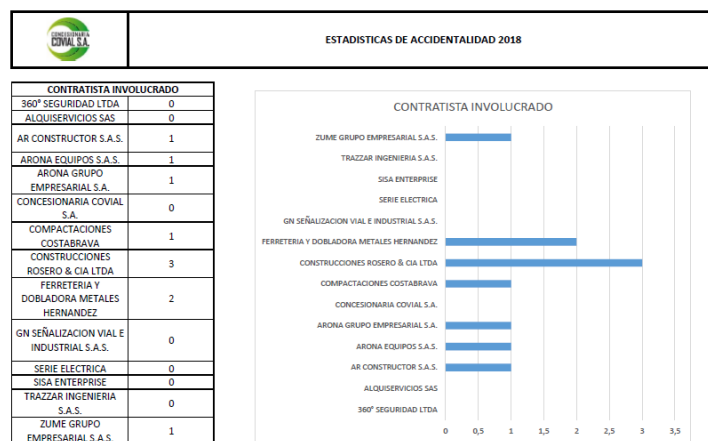 CONCESIONARIA
COVIAL S.A.
ESTADISTICAS DE ACCIDENTALIDAD 2018
CONTRATISTA INVOLUCRADO
360° SEGURIDAD LTDA 0
ALQUISERVICIOS SAS 0
AR CONSTRUCTOR S.A.S. 1
ARONA EQUIPOS S.A.S. 1
ARONA GRUPO
EMPRESARIAL S.A. 1
CONCESIONARIA COVIAL
S.A. 0
COMPACTACIONES
COSTABRAVA 1
CONSTRUCCIONES
ROSERO & CIA LTDA 3
FERRETERIA Y
DOBLADORA METALES
HERNANDEZ 2
GN SEÑALIZACION VIAL E
INDUSTRIAL S.A.S. 0
SERIE ELECTRICA 0
SISA ENTERPRISE 0
TRAZZAR INGENIERIA
S.A.S. 0
ZUME GRUPO
EMPRESARIAL S.A.S. 1
CONTRATISTA INVOLUCRADO
ZUME GRUPO EMPRESARIAL S.A.S.
TRAZZAR INGENIERIA S.A.S.
SISA ENTERPRISE
SERIE ELECTRICA
GN SEÑALIZACION VIAL E INDUSTRIAL S.A.S.
FERRETERIA Y DOBLADORA METALES HERNANDEZ
CONSTRUCCIONES ROSERO & CIA LTDA
COMPACTACIONES COSTABRAVA
CONCESIONARIA COVIAL S.A.
ARONA GRUPO EMPRESARIAL S.A.
ARONA EQUIPOS S.A.S.
AR CONSTRUCTOR S.A.S.
ALQUISERVICIOS SAS
360° SEGURIDAD LTDA
0 0,5 1 1,5 2 2,5 3 3,5